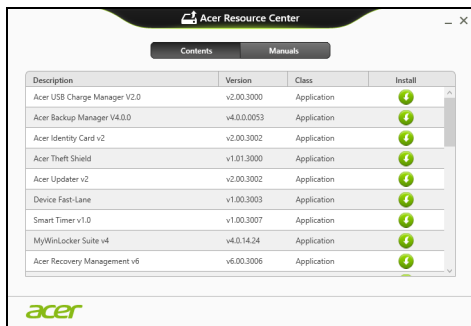 Acer Resource Center
Contents Manuals
Description Version Class Install
Acer USB Charge Manager V2.0 v2.00.3000 Application
Acer Backup Manager V4.0.0 v4.0.0.0053 Application
Acer Identity Card v2 v2.00.3002 Application
Acer Theft Shield v1.01.3000 Application
Acer Updater v2 v2.00.3002 Application
Device Fast-Lane v1.00.3003 Application
Smart Timer v1.0 v1.00.3007 Application
MyWinLocker Suite v4 v4.0.14.24 Application
Acer Recovery Management v6 v6.00.3006 Application
acer